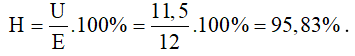 H = U/E .100% = 11,5/12 .100% = 95,83% .